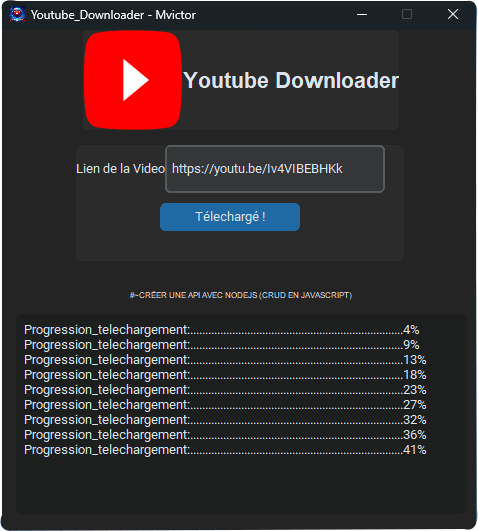 Youtube_Downloader - Mvictor
Youtube Downloader
Lien de la Video https://youtu.be/Iv4VIBEBHKk
Télechargé !
#~CRÉER UNE API AVEC NODEJS (CRUD EN JAVASCRIPT)
Progression_telechargement:.......................................................................4%
Progression_telechargement:.......................................................................9%
Progression_telechargement:.......................................................................13%
Progression_telechargement:.......................................................................18%
Progression_telechargement:.......................................................................23%
Progression_telechargement:.......................................................................27%
Progression_telechargement:.......................................................................32%
Progression_telechargement:.......................................................................36%
Progression_telechargement:.......................................................................41%